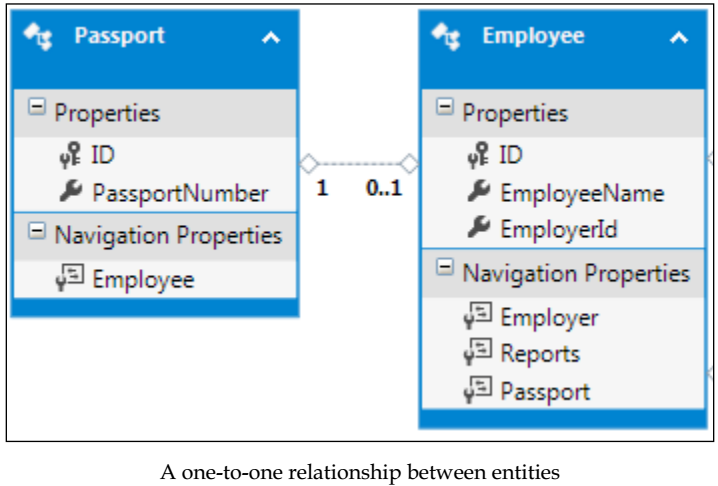 Passport
Properties
ID
PassportNumber
Navigation Properties
Employee
1 0..1
Employee
Properties
ID
EmployeeName
EmployerId
Navigation Properties
Employer
Reports
Passport
A one-to-one relationship between entities